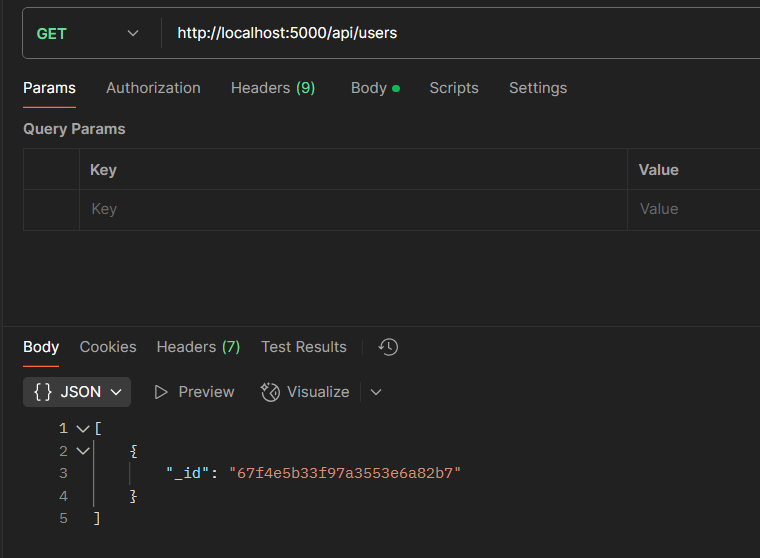 GET http://localhost:5000/api/users
Params Authorization Headers (9) Body Scripts Settings
Query Params
Key Value
Key Value
Body Cookies Headers (7) Test Results
{} JSON Preview Visualize
1 [
2 {
3 "_id": "67f4e5b33f97a3553e6a82b7"
4 }
5 ]